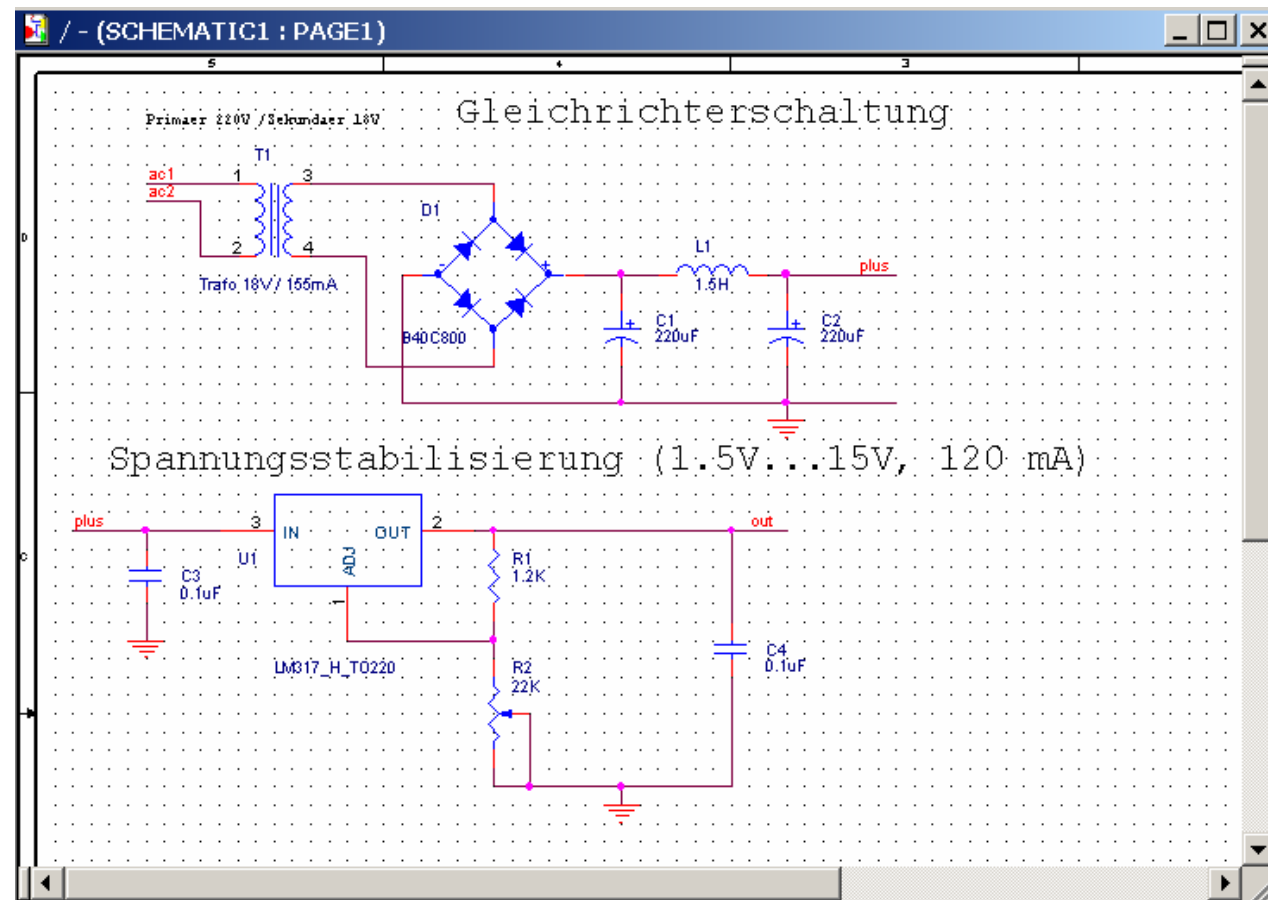 / - (SCHEMATIC1 : PAGE1)
5 4 3
Gleichrichterschaltung
Primaer 220V /Sekundaer 18V
T1
ac1 1 3
ac2
D1
D
2 4
- +
L1
plus
1.5H
Trafo 18V / 155mA
B40C800
+ C1
220uF
+ C2
220uF
Spannungsstabilisierung (1.5V...15V, 120 mA)
plus 3 IN OUT 2 out
U1 ADJ
C
C3
0.1uF
R1
1.2K
1
LM317_H_TO220
R2
22K
C4
0.1uF